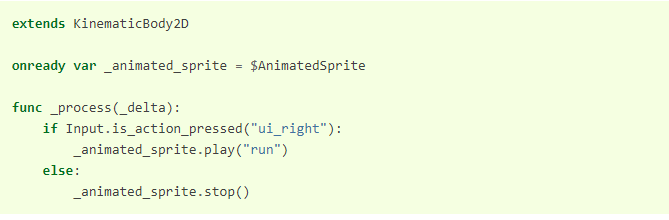 extends KinematicBody2D

onready var _animated_sprite = $AnimatedSprite

func _process(_delta):
    if Input.is_action_pressed("ui_right"):
        _animated_sprite.play("run")
    else:
        _animated_sprite.stop()